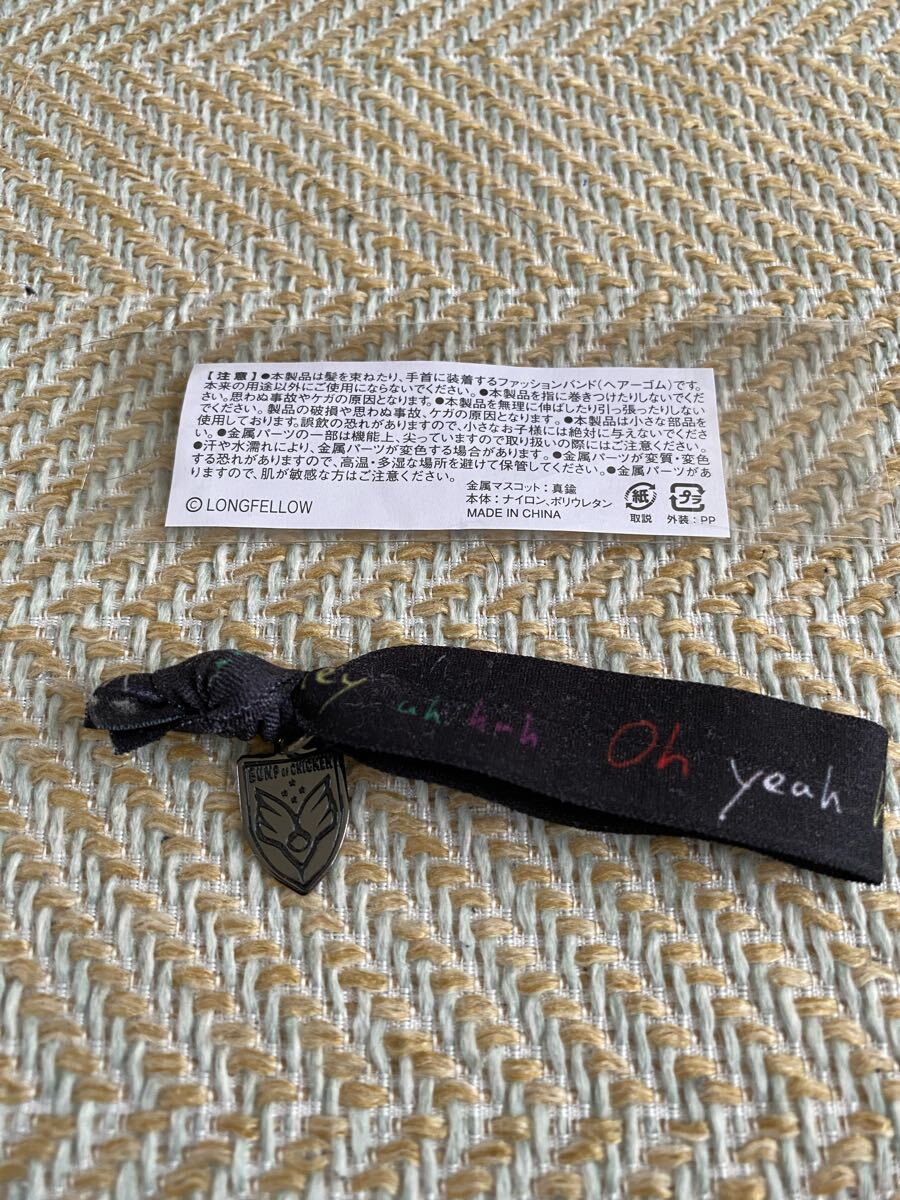 【注意】●本製品は髪を束ねたり、手首に装着するファッションバンド(ヘアーゴム)です。
本来の用途以外にご使用にならないでください。●本製品を指に巻きつけたりしないでくだ
さい。思わぬ事故やケガの原因となります。●本製品を無理に伸ばしたり引っ張ったりしない
でください。製品の破損や思わぬ事故、ケガの原因となります。●本製品は小さな部品を
使用しております。誤飲の恐れがありますので、小さなお子様には絶対に与えないでくださ
い。●金属パーツの一部は機能上、尖っていますので取り扱いの際にはご注意ください。
●汗や水濡れにより、金属パーツが変色する場合があります。●金属パーツが変質・変色
する恐れがありますので、高温・多湿な場所を避けて保管してください。●金属パーツがあ
りますので、肌が敏感な方はご注意ください。
金属マスコット:真鍮
本体:ナイロン、ポリウレタン
MADE IN CHINA
© LONGFELLOW
紙
取説
プラ
外装:PP
ey ah h-h Oh yeah
BUMP OF CHICKEN